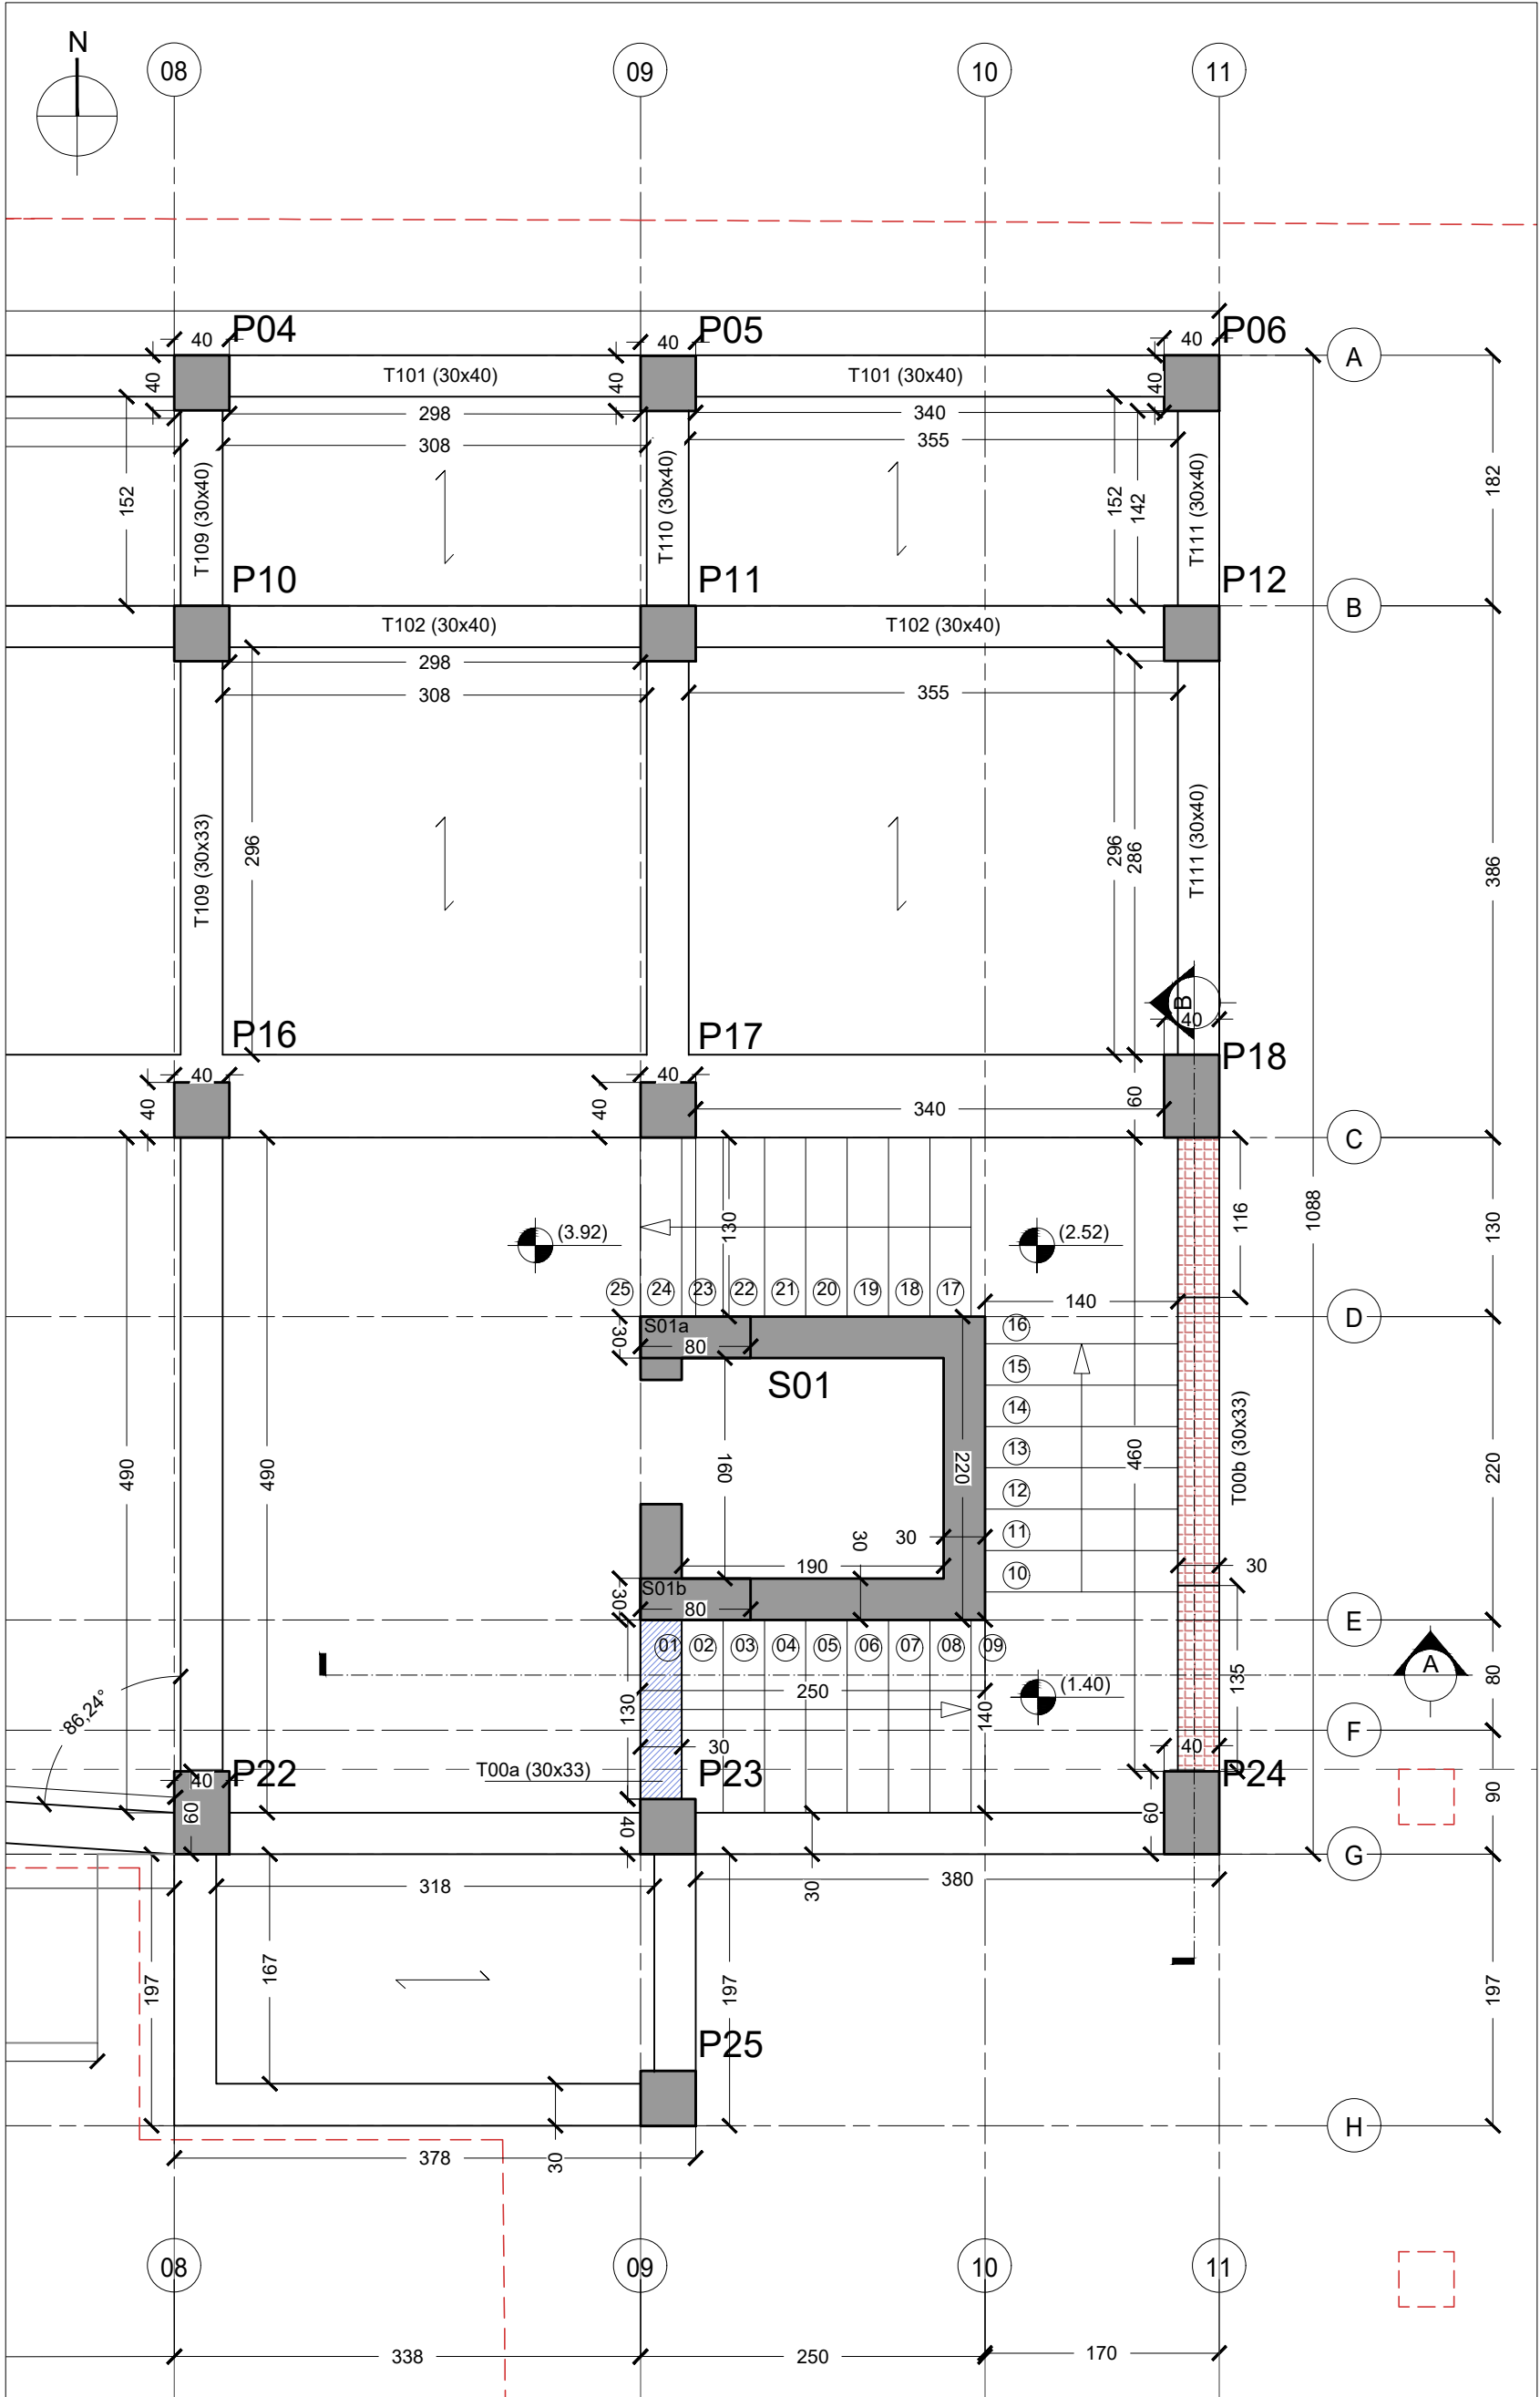 N
08
09
10
11
P04
P05
P06
40
40
40
A
40
40
40
T101 (30x40)
T101 (30x40)
298
340
308
355
152
T109 (30x40)
T110 (30x40)
152
142
T111 (30x40)
182
P10
P11
P12
B
T102 (30x40)
T102 (30x40)
298
308
355
T109 (30x33)
296
296
286
T111 (30x40)
386
B
40
P16
P17
P18
40
40
40
40
340
60
C
116
1088
130
130
(3.92)
(2.52)
25
24
23
22
21
20
19
18
17
140
D
S01a
30
80
16
15
S01
14
T00b (30x33)
13
490
490
160
220
460
220
12
11
30
30
30
10
190
S01b
30
80
E
01
02
03
04
05
06
07
08
09
A
135
80
250
(1.40)
130
140
86,24°
F
30
40
T00a (30x33)
P22
P23
P24
40
60
40
60
90
G
318
30
380
197
167
197
197
P25
H
378
30
08
09
10
11
338
250
170